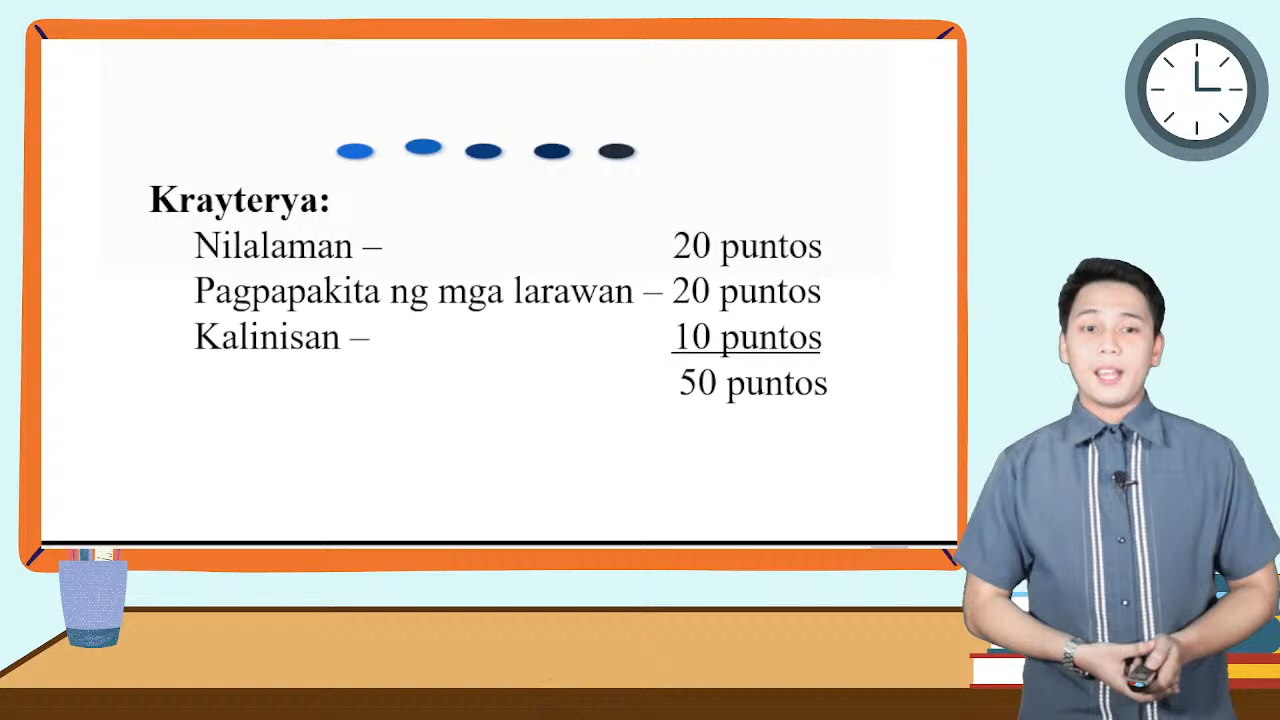 Krayterya:
Nilalaman – 20 puntos
Pagpapakita ng mga larawan – 20 puntos
Kalinisan – 10 puntos
50 puntos